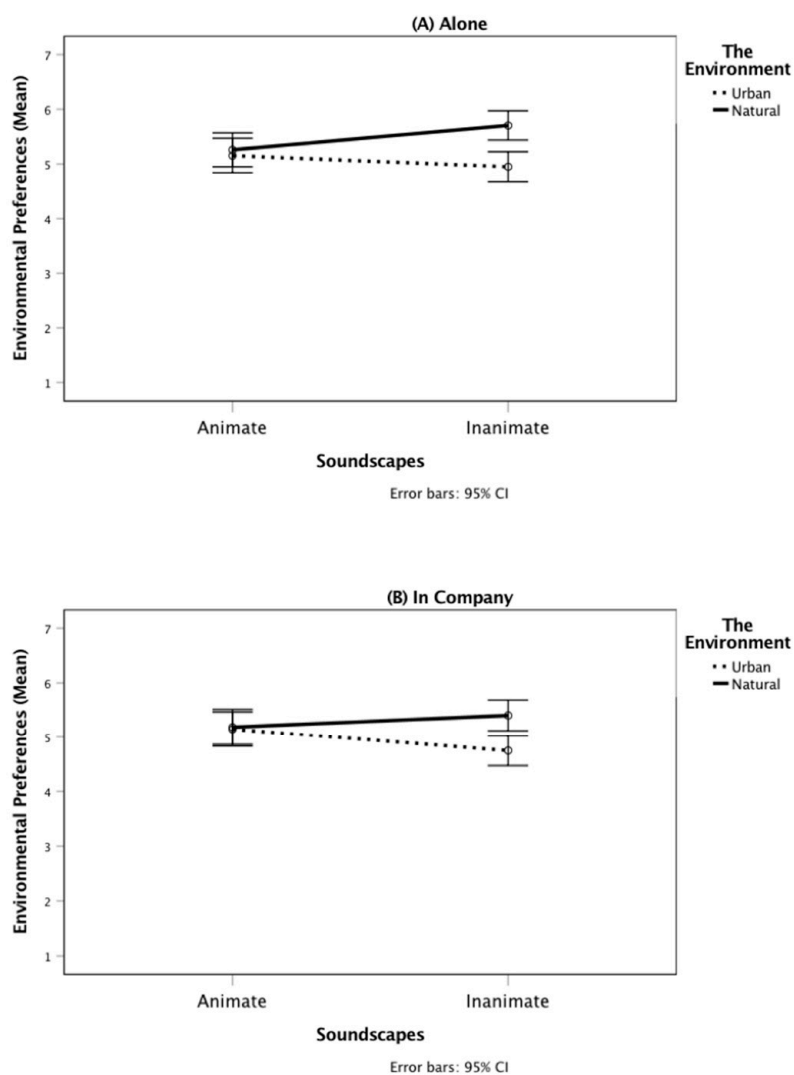 (A) Alone
Environmental Preferences (Mean)
7
6
5
4
3
2
1
Animate
Inanimate
Soundscapes
Error bars: 95% CI
The
Environment
Urban
Natural
(B) In Company
Environmental Preferences (Mean)
7
6
5
4
3
2
1
Animate
Inanimate
Soundscapes
Error bars: 95% CI
The
Environment
Urban
Natural